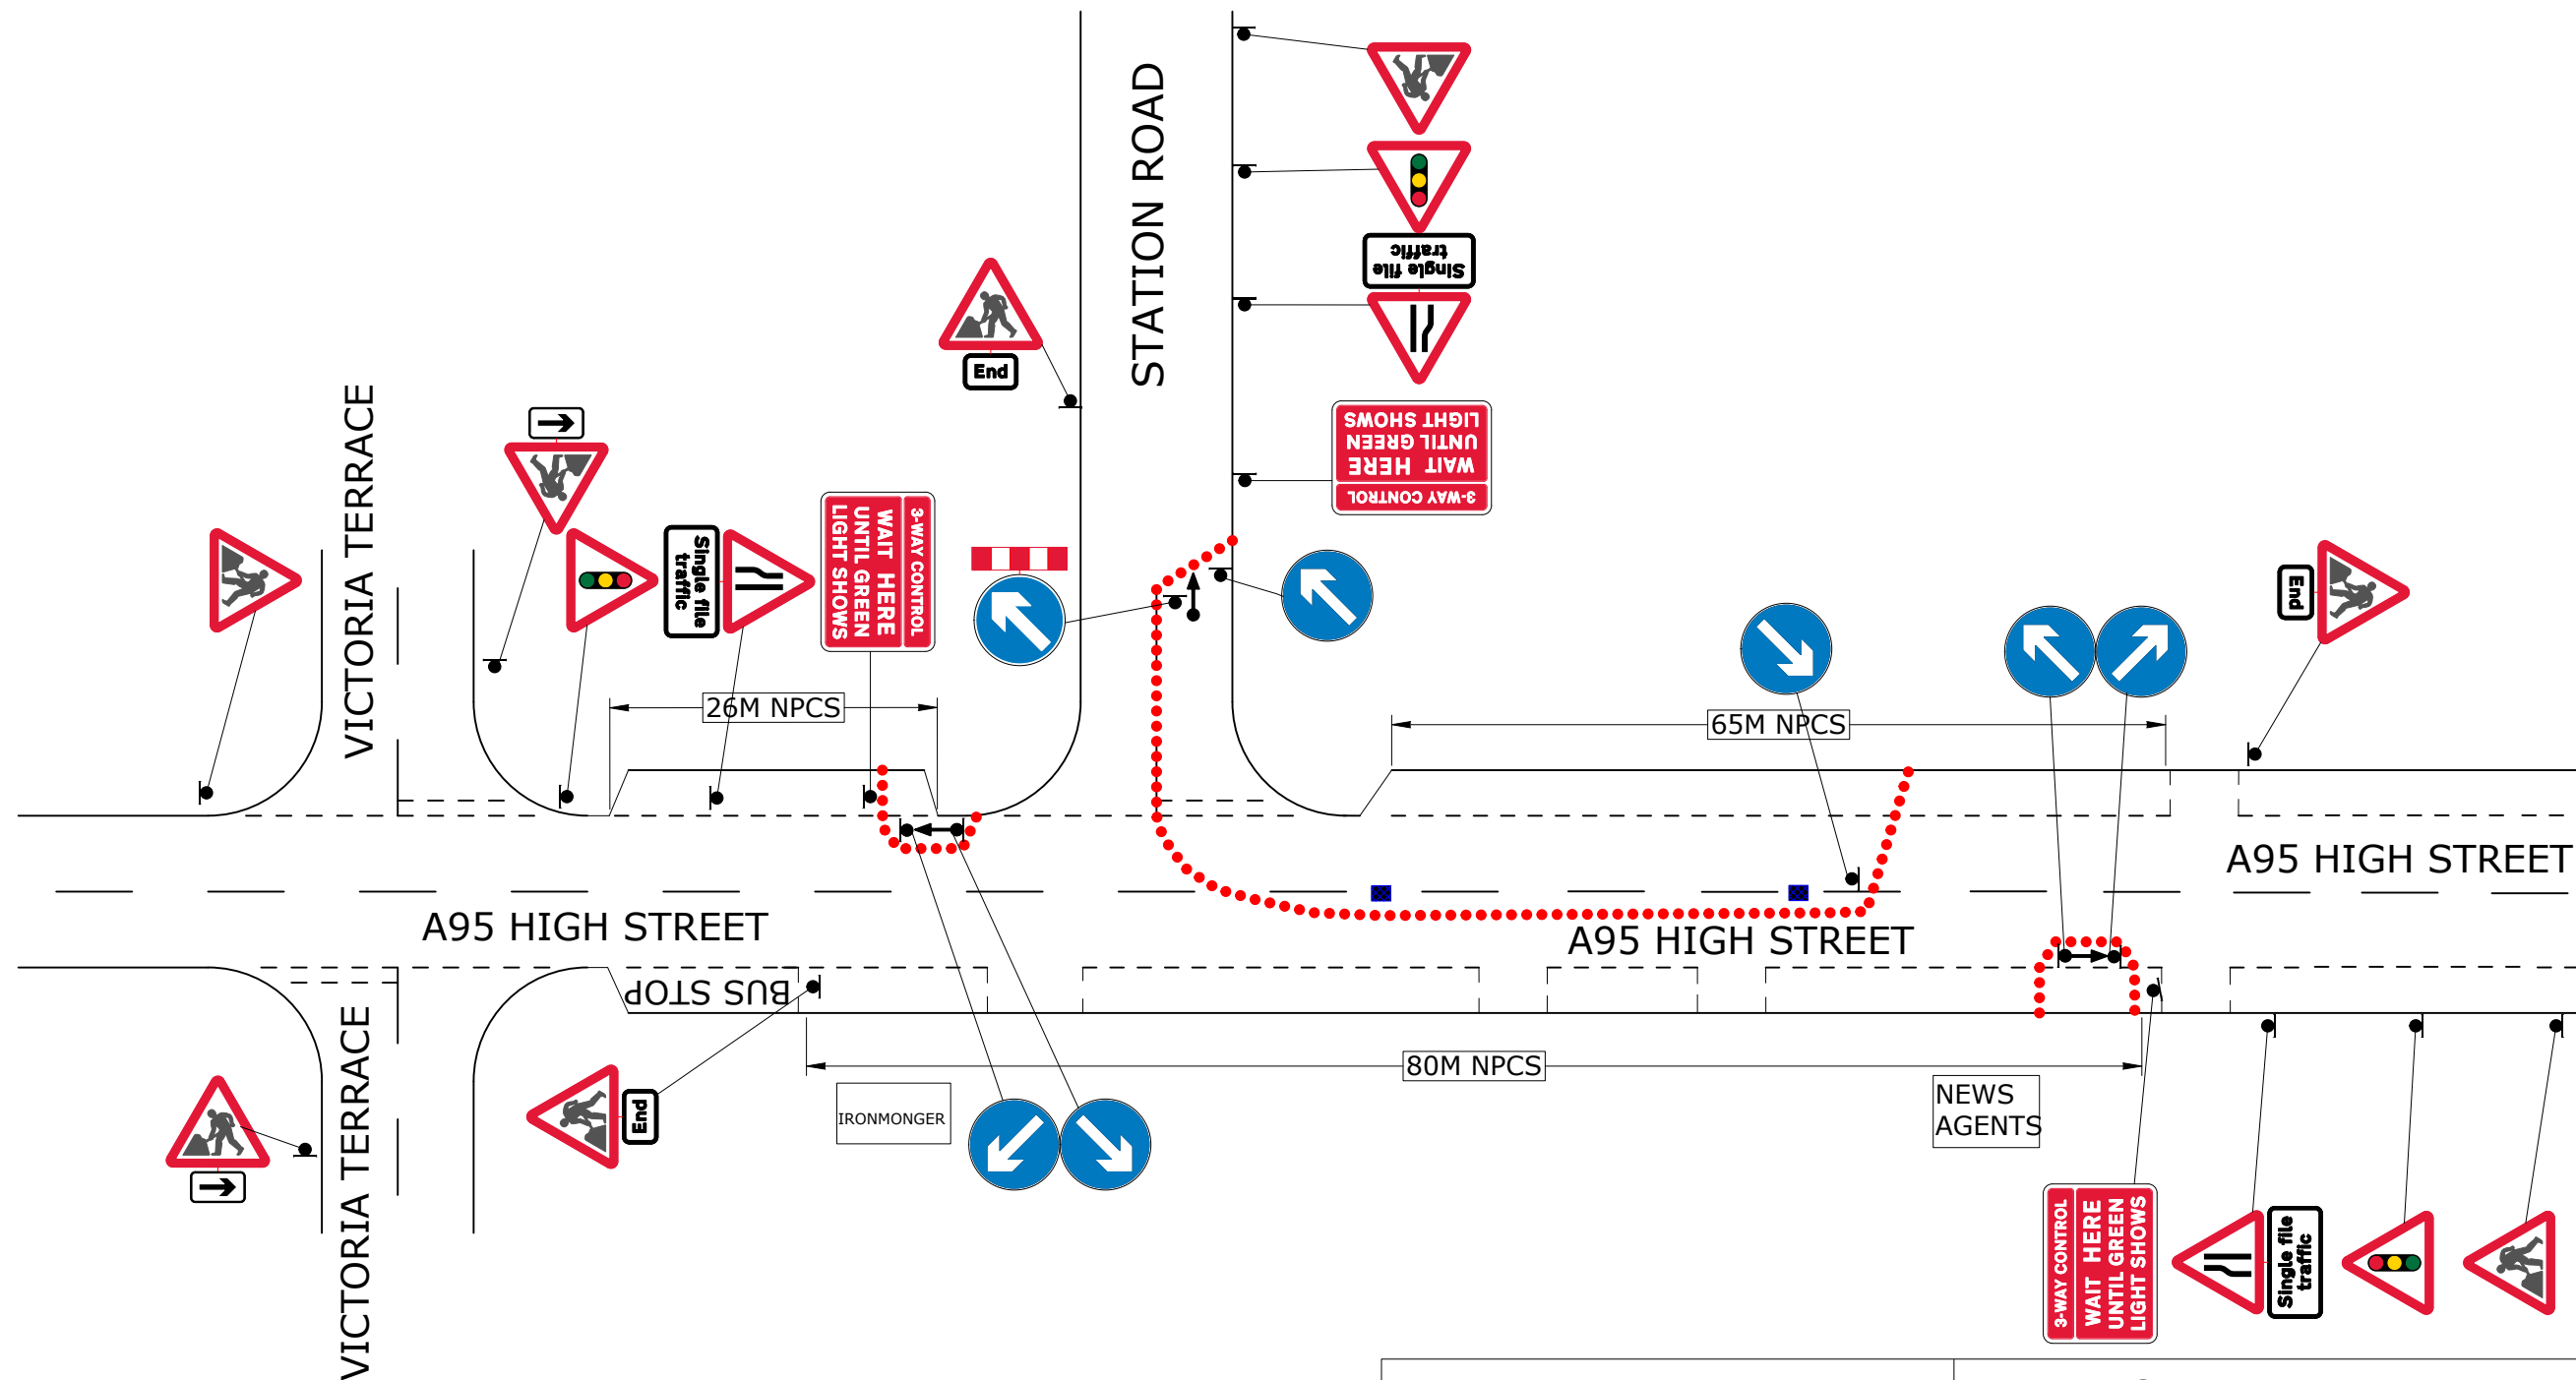 STATION ROAD
Single file
traffic
End
3-WAY CONTROL
WAIT HERE
UNTIL GREEN
LIGHT SHOWS
VICTORIA TERRACE
Single file
traffic
3-WAY CONTROL
WAIT HERE
UNTIL GREEN
LIGHT SHOWS
End
26M NPCS
65M NPCS
A95 HIGH STREET
A95 HIGH STREET
A95 HIGH STREET
BUS STOP
80M NPCS
VICTORIA TERRACE
End
IRONMONGER
NEWS
AGENTS
3-WAY CONTROL
WAIT HERE
UNTIL GREEN
LIGHT SHOWS
Single file
traffic